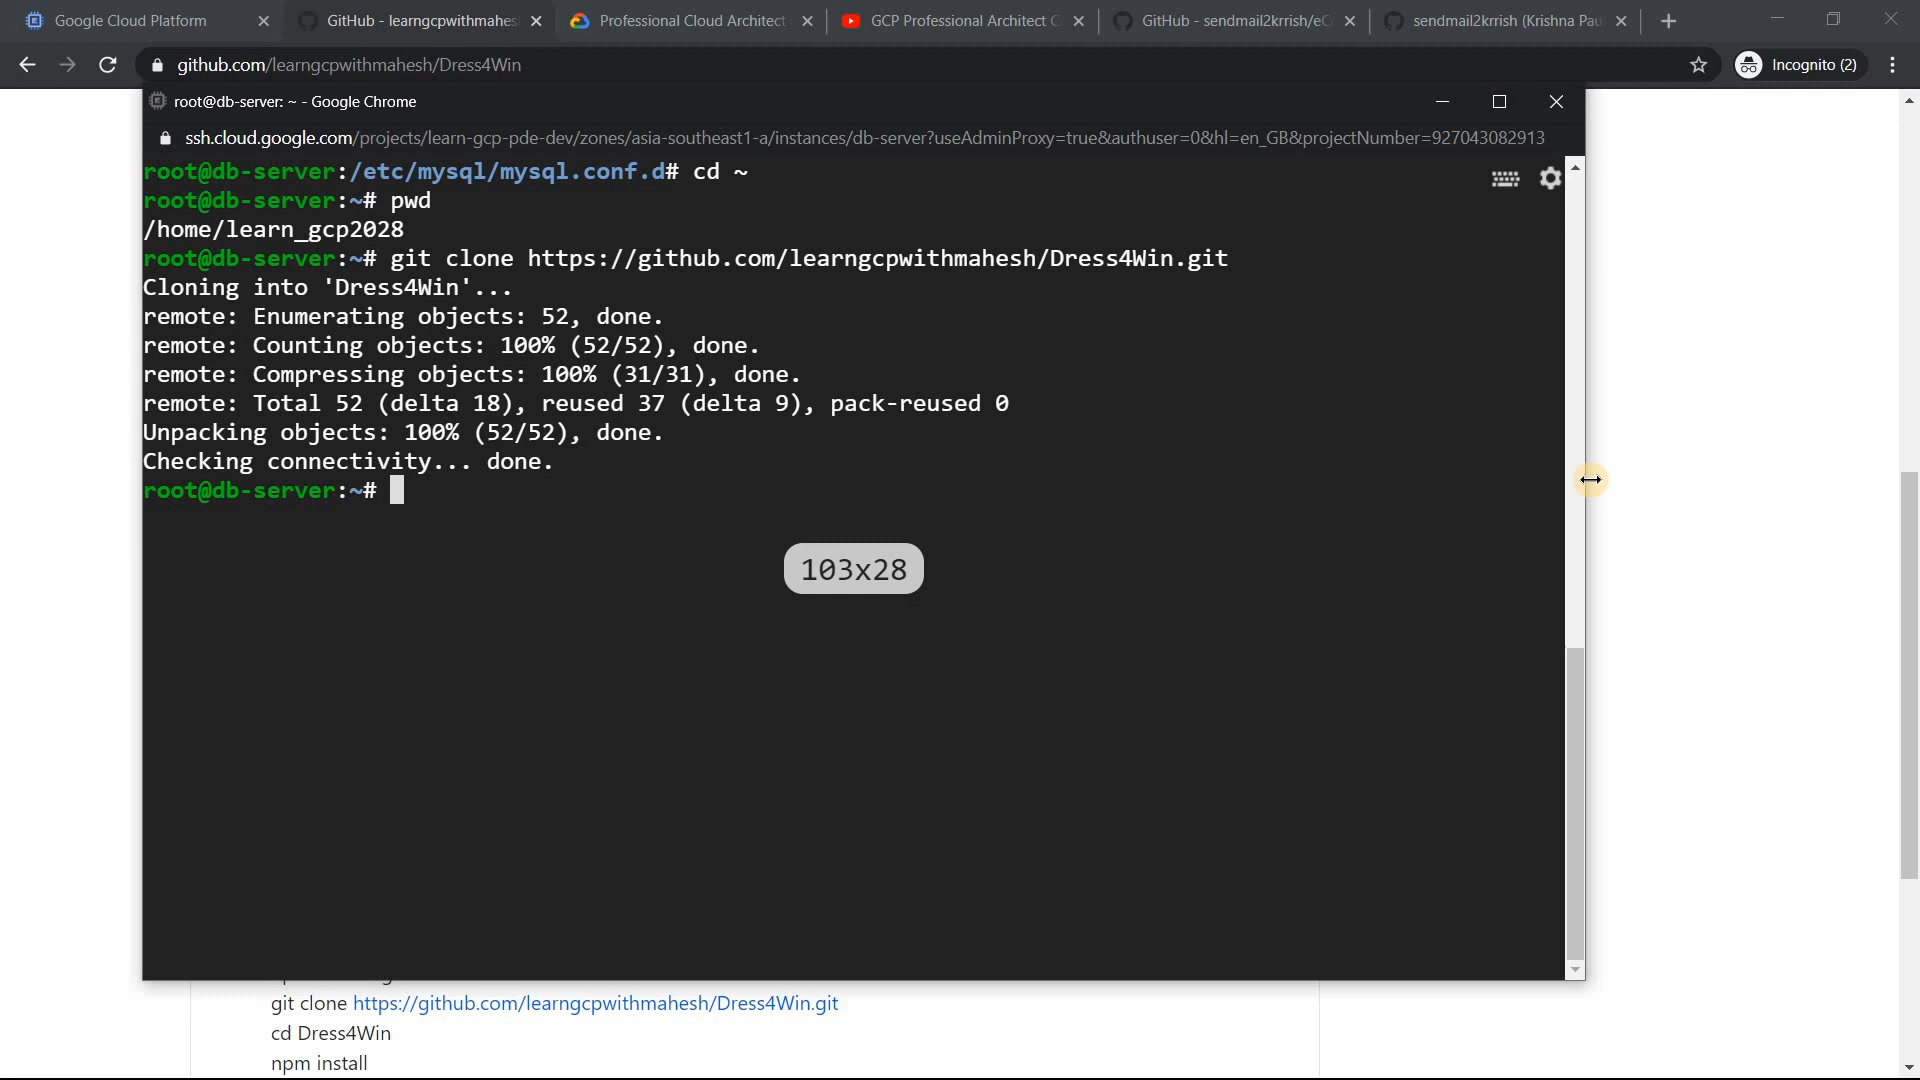 Google Cloud Platform
GitHub - learngcpwithmahes
Professional Cloud Architect
GCP Professional Architect C
GitHub - sendmail2krrish/eC
sendmail2krrish (Krishna Pau
github.com/learngcpwithmahesh/Dress4Win
Incognito (2)
root@db-server: ~ - Google Chrome
ssh.cloud.google.com/projects/learn-gcp-pde-dev/zones/asia-southeast1-a/instances/db-server?useAdminProxy=true&authuser=0&hl=en_GB&projectNumber=927043082913
root@db-server:/etc/mysql/mysql.conf.d# cd ~
root@db-server:~# pwd
/home/learn_gcp2028
root@db-server:~# git clone https://github.com/learngcpwithmahesh/Dress4Win.git
Cloning into 'Dress4Win'...
remote: Enumerating objects: 52, done.
remote: Counting objects: 100% (52/52), done.
remote: Compressing objects: 100% (31/31), done.
remote: Total 52 (delta 18), reused 37 (delta 9), pack-reused 0
Unpacking objects: 100% (52/52), done.
Checking connectivity... done.
root@db-server:~#
103x28
git clone https://github.com/learngcpwithmahesh/Dress4Win.git
cd Dress4Win
npm install